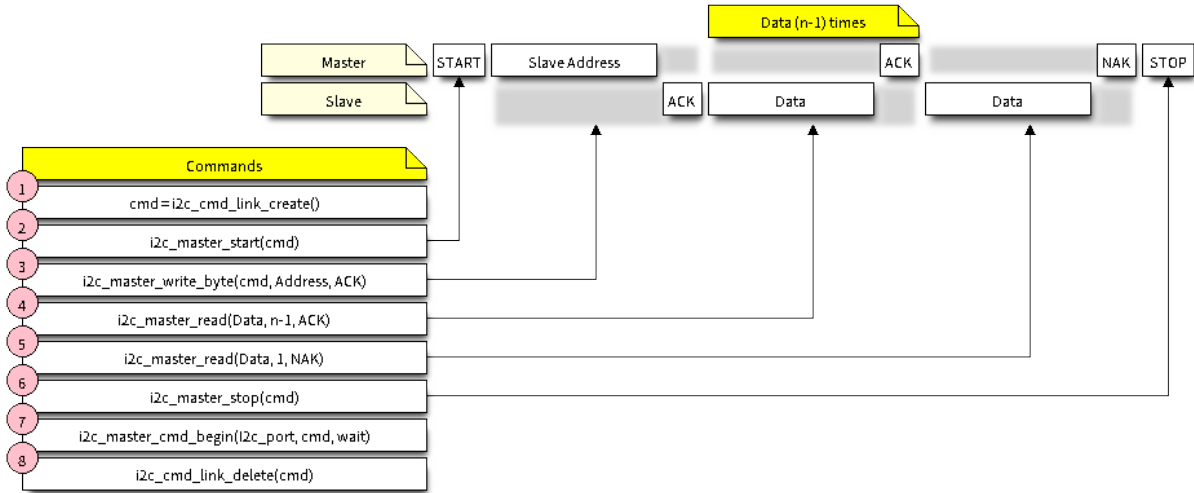 Data (n-1) times
Master START Slave Address ACK NAK STOP
Slave ACK Data Data
Commands
1
cmd=i2c_cmd_link_create()
2
i2c_master_start(cmd)
3
i2c_master_write_byte(cmd, Address, ACK)
4
i2c_master_read(Data, n-1, ACK)
5
i2c_master_read(Data, 1, NAK)
6
i2c_master_stop(cmd)
7
i2c_master_cmd_begin(I2c_port, cmd, wait)
8
i2c_cmd_link_delete(cmd)